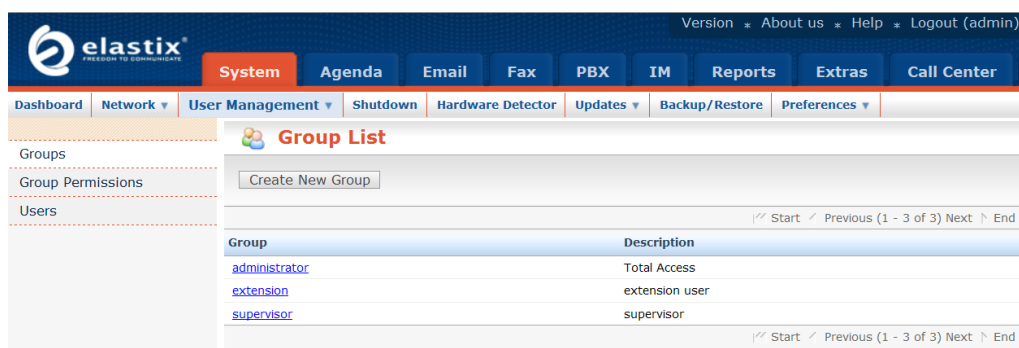 Version * About us * Help * Logout (admin)
elastix®
FREEDOM TO COMMUNICATE
System Agenda Email Fax PBX IM Reports Extras Call Center
Dashboard Network ▼ User Management ▼ Shutdown Hardware Detector Updates ▼ Backup/Restore Preferences ▼
Group List
Groups
Group Permissions
Users
Create New Group
Start Previous (1 - 3 of 3) Next End
Group Description
administrator Total Access
extension extension user
supervisor supervisor
Start Previous (1 - 3 of 3) Next End